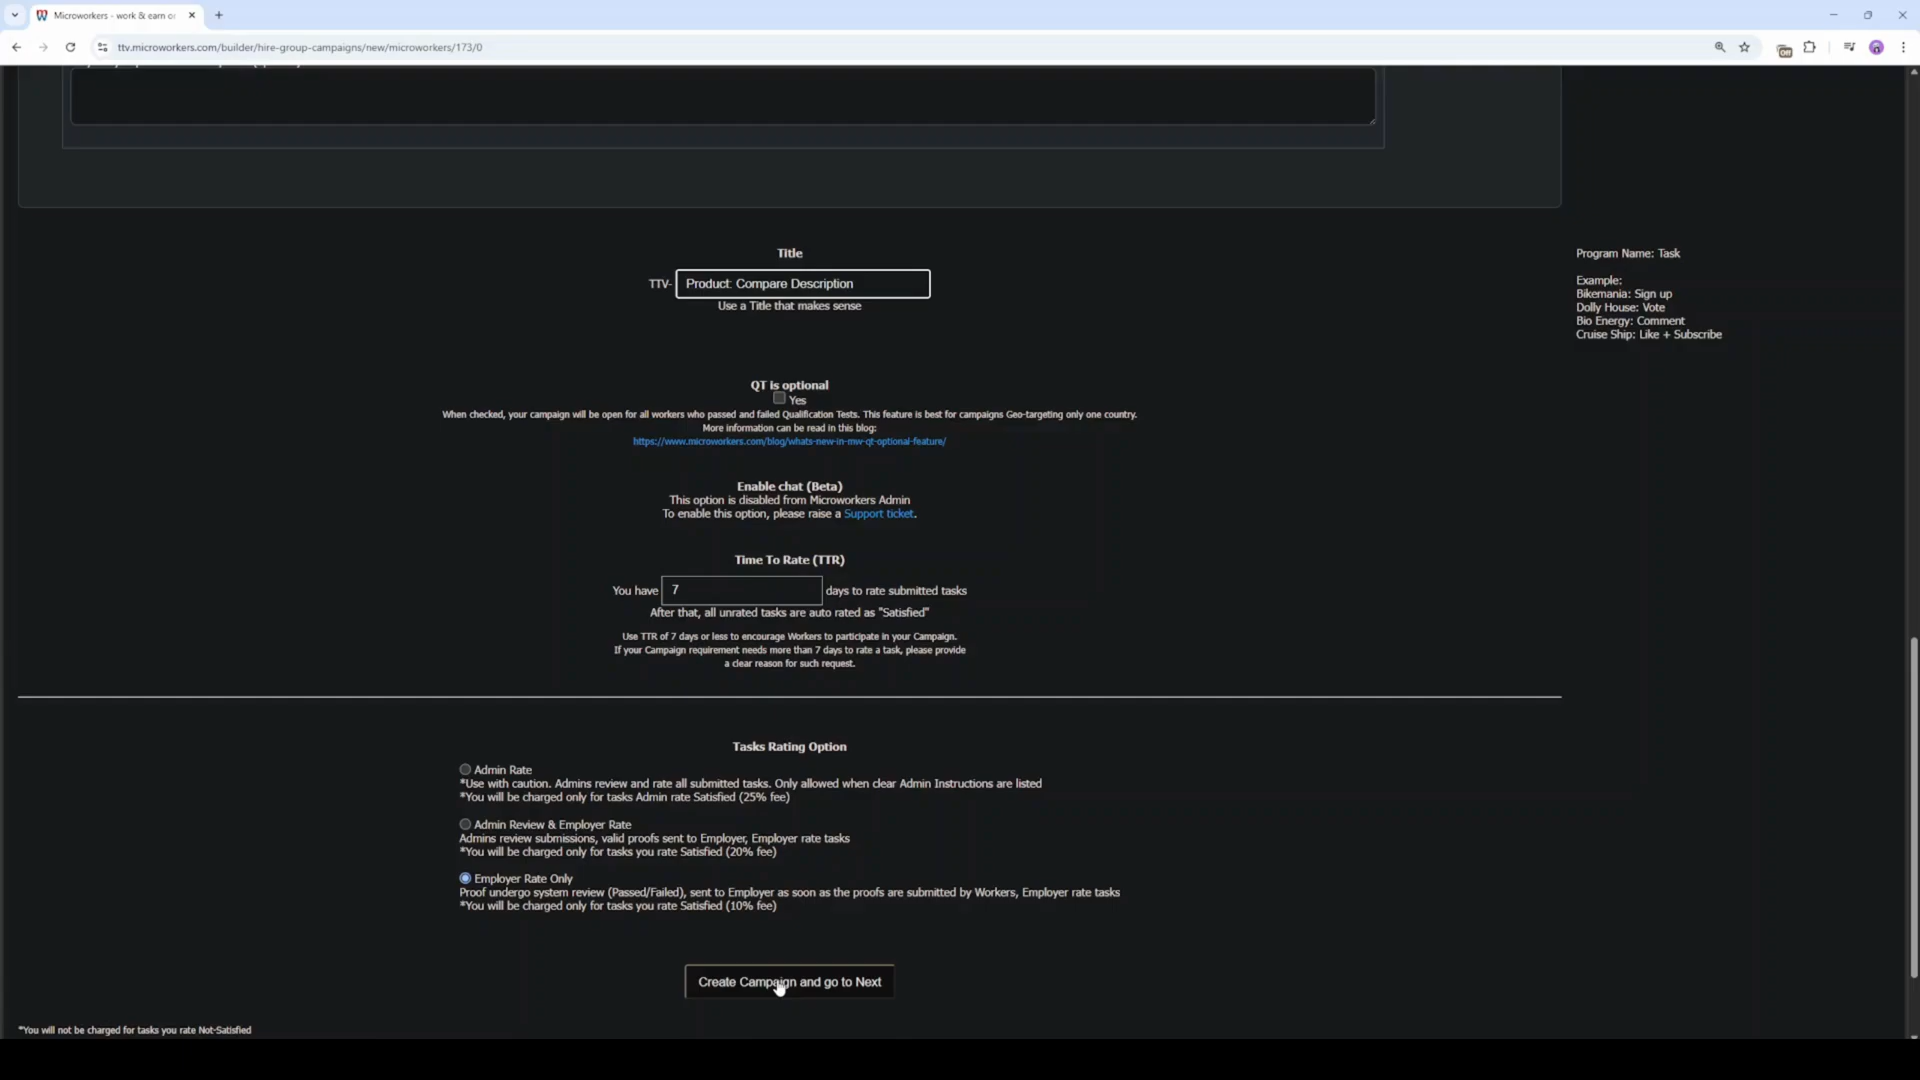 Microworkers - work & earn or
ttv.microworkers.com/builder/hire-group-campaigns/new/microworkers/173/0
Off
Title
TTV-
Product: Compare Description
Use a Title that makes sense
Program Name: Task
Example:
Bikemania: Sign up
Dolly House: Vote
Bio Energy: Comment
Cruise Ship: Like + Subscribe
QT is optional
Yes
When checked, your campaign will be open for all workers who passed and failed Qualification Tests. This feature is best for campaigns Geo-targeting only one country.
More information can be read in this blog:
https://www.microworkers.com/blog/whats-new-in-mw-qt-optional-feature/
Enable chat (Beta)
This option is disabled from Microworkers Admin
To enable this option, please raise a Support ticket.
Time To Rate (TTR)
You have 7 days to rate submitted tasks
After that, all unrated tasks are auto rated as "Satisfied"
Use TTR of 7 days or less to encourage Workers to participate in your Campaign.
If your Campaign requirement needs more than 7 days to rate a task, please provide
a clear reason for such request.
Tasks Rating Option
Admin Rate
*Use with caution. Admins review and rate all submitted tasks. Only allowed when clear Admin Instructions are listed
*You will be charged only for tasks Admin rate Satisfied (25% fee)
Admin Review & Employer Rate
Admins review submissions, valid proofs sent to Employer, Employer rate tasks
*You will be charged only for tasks you rate Satisfied (20% fee)
Employer Rate Only
Proof undergo system review (Passed/Failed), sent to Employer as soon as the proofs are submitted by Workers, Employer rate tasks
*You will be charged only for tasks you rate Satisfied (10% fee)
Create Campaign and go to Next
*You will not be charged for tasks you rate Not-Satisfied